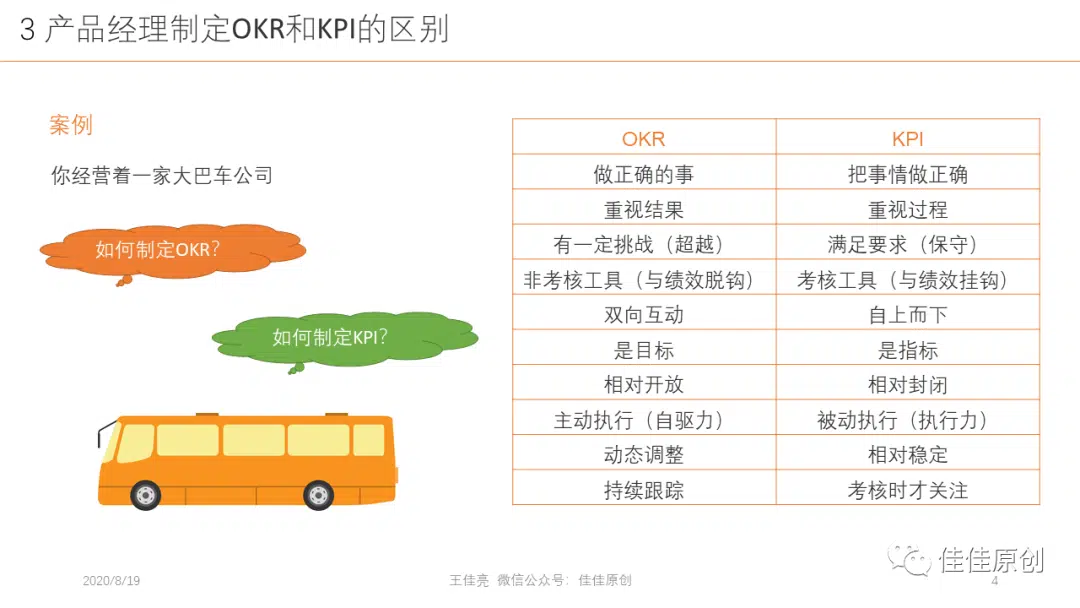 3 产品经理制定OKR和KPI的区别
案例
你经营着一家大巴车公司
如何制定OKR？
如何制定KPI？
OKR KPI
做正确的事 把事情做正确
重视结果 重视过程
有一定挑战（超越） 满足要求（保守）
非考核工具（与绩效脱钩） 考核工具（与绩效挂钩）
双向互动 自上而下
是目标 是指标
相对开放 相对封闭
主动执行（自驱力） 被动执行（执行力）
动态调整 相对稳定
持续跟踪 考核时才关注
佳佳原创
2020/8/19 王佳亮 微信公众号：佳佳原创 4